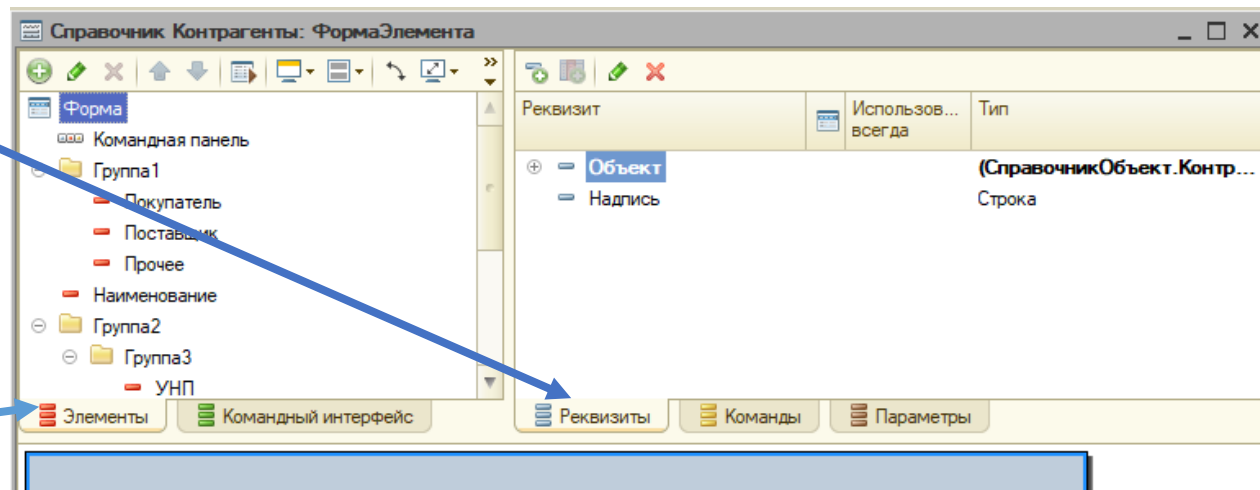 Справочник Контрагенты: ФормаЭлемента
Форма
Командная панель
Группа1
Покупатель
Поставщик
Прочее
Наименование
Группа2
Группа3
УНП
Элементы
Командный интерфейс
Реквизит
Использов...
всегда
Тип
Объект
(СправочникОбъект.Контр...
Надпись
Строка
Реквизиты
Команды
Параметры